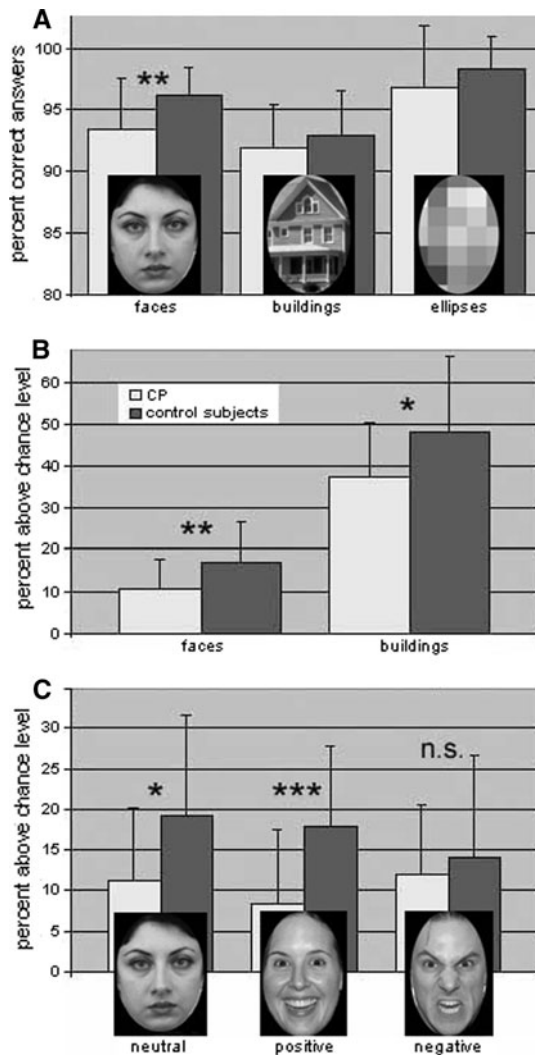 A
percent correct answers
100
95
90
85
80
**
faces
buildings
ellipses
B
percent above chance level
60
50
40
30
20
10
0
CP
control subjects
**
*
faces
buildings
C
percent above chance level
30
25
20
15
10
5
0
*
***
n.s.
neutral
positive
negative